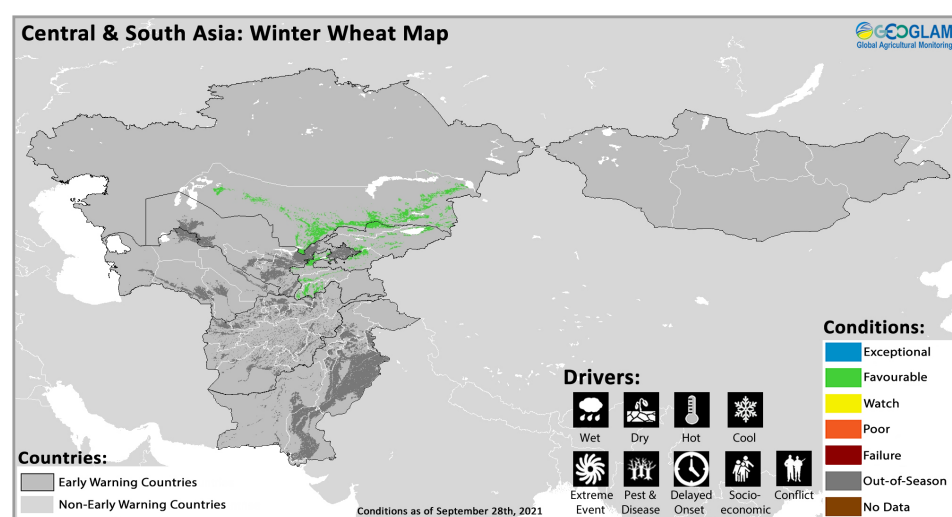 Central & South Asia: Winter Wheat Map
GEOGLAM
Global Agricultural Monitoring
Conditions:
Exceptional
Favourable
Watch
Poor
Failure
Out-of-Season
No Data
Drivers:
Wet
Dry
Hot
Cool
Extreme Event
Pest & Disease
Delayed Onset
Socio-economic
Conflict
Countries:
Early Warning Countries
Non-Early Warning Countries
Conditions as of September 28th, 2021